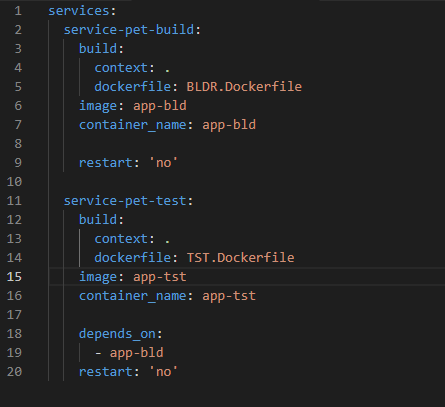 1 services:
2   service-pet-build:
3     build:
4       context: .
5       dockerfile: BLDR.Dockerfile
6     image: app-bld
7     container_name: app-bld
8
9     restart: 'no'
10
11   service-pet-test:
12     build:
13       context: .
14       dockerfile: TST.Dockerfile
15     image: app-tst
16     container_name: app-tst
17
18     depends_on:
19       - app-bld
20     restart: 'no'